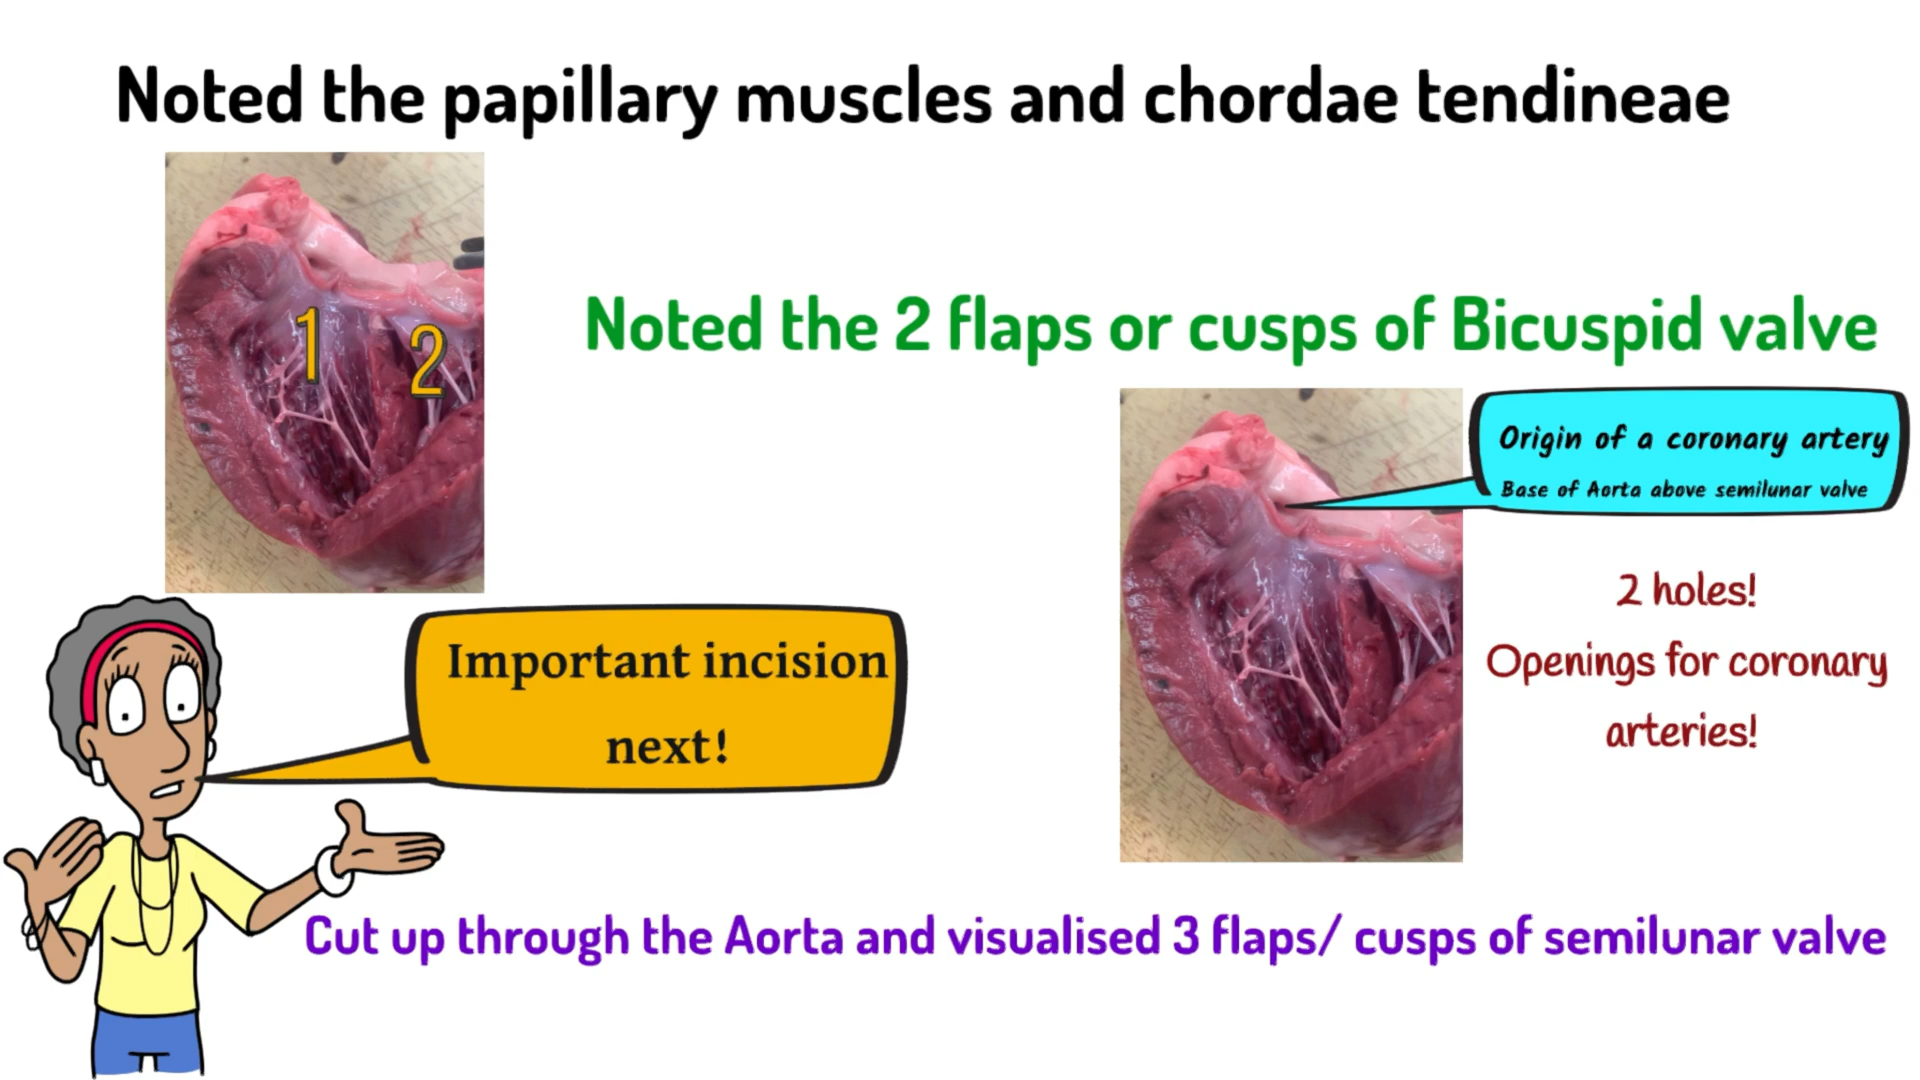 Noted the papillary muscles and chordae tendineae
1
2
Noted the 2 flaps or cusps of Bicuspid valve
Origin of a coronary artery
Base of Aorta above semilunar valve
2 holes!
Openings for coronary
arteries!
Important incision
next!
Cut up through the Aorta and visualised 3 flaps/ cusps of semilunar valve